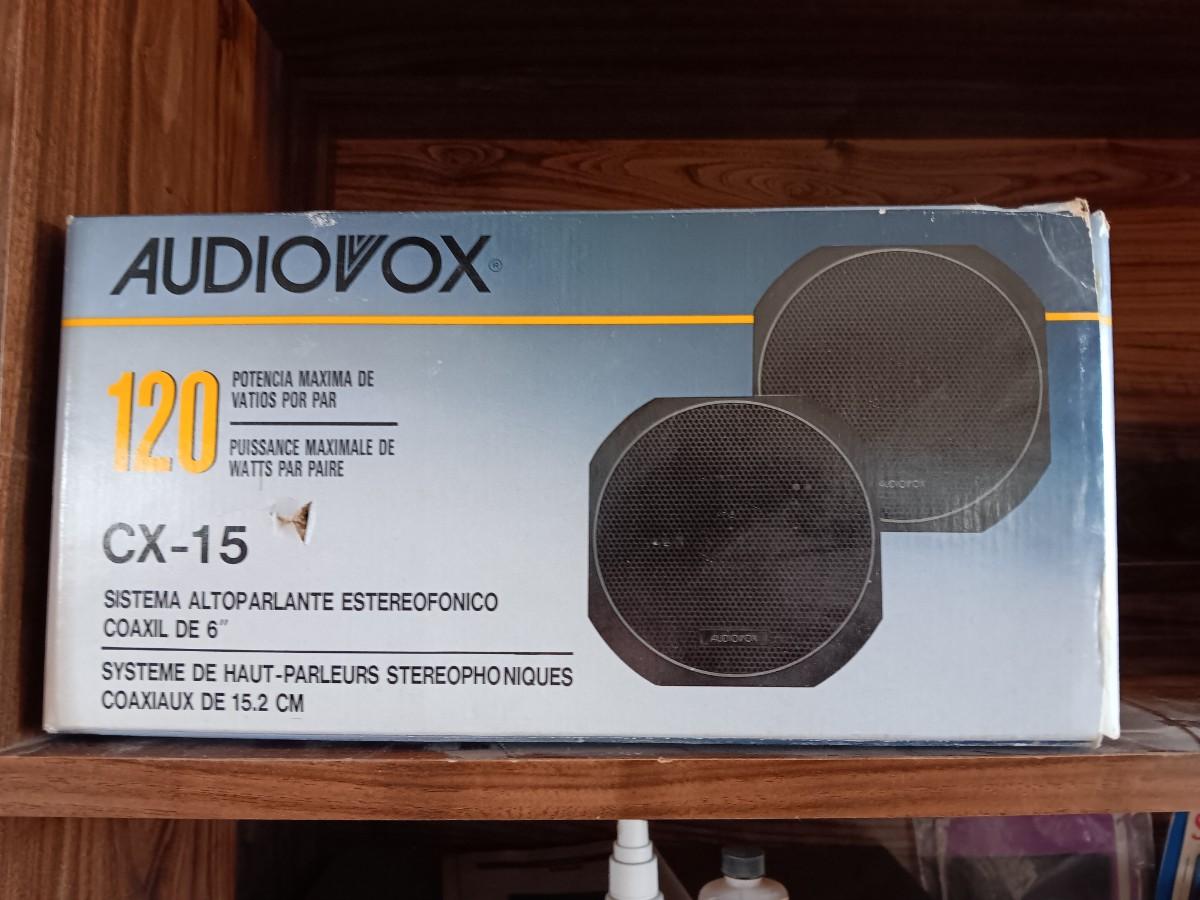 AUDIOVOX®
120
POTENCIA MAXIMA DE
VATIOS POR PAR
PUISSANCE MAXIMALE DE
WATTS PAR PAIRE
CX-15
SISTEMA ALTOPARLANTE ESTEREOFONICO
COAXIL DE 6"
SYSTEME DE HAUT-PARLEURS STEREOPHONIQUES
COAXIAUX DE 15.2 CM
AUDIOVOX
AUDIOVOX